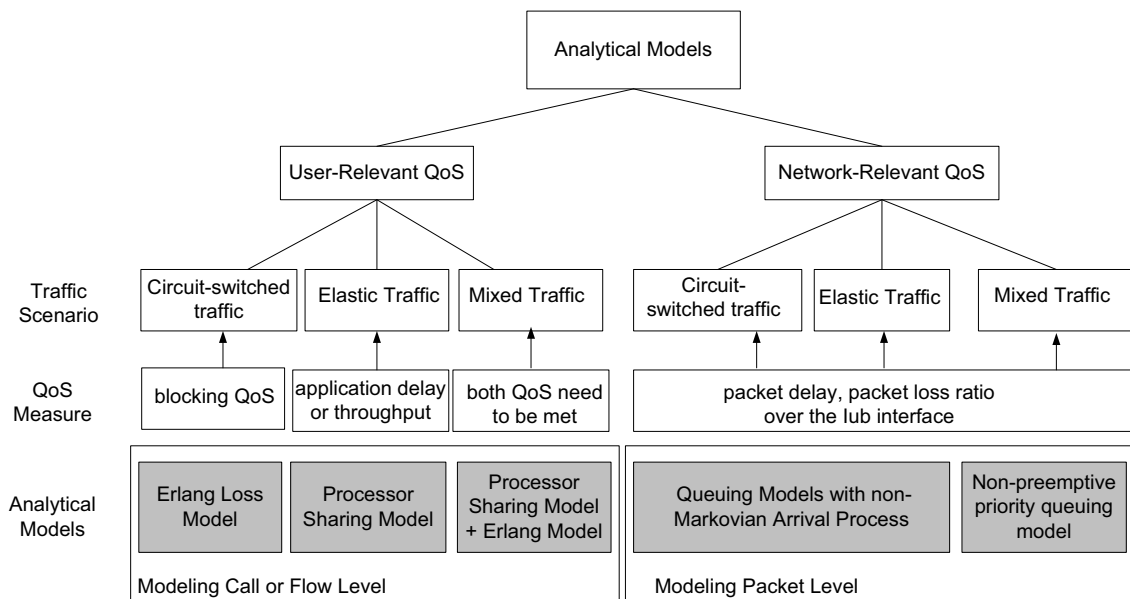 Analytical Models
User-Relevant QoS
Network-Relevant QoS
Traffic
Scenario
Circuit-switched
traffic
Elastic Traffic
Mixed Traffic
Circuit-
switched traffic
Elastic Traffic
Mixed Traffic
QoS
Measure
blocking QoS
application delay
or throughput
both QoS need
to be met
packet delay, packet loss ratio
over the Iub interface
Analytical
Models
Erlang Loss
Model
Processor
Sharing Model
Processor
Sharing Model
+ Erlang Model
Queuing Models with non-
Markovian Arrival Process
Non-preemptive
priority queuing
model
Modeling Call or Flow Level
Modeling Packet Level